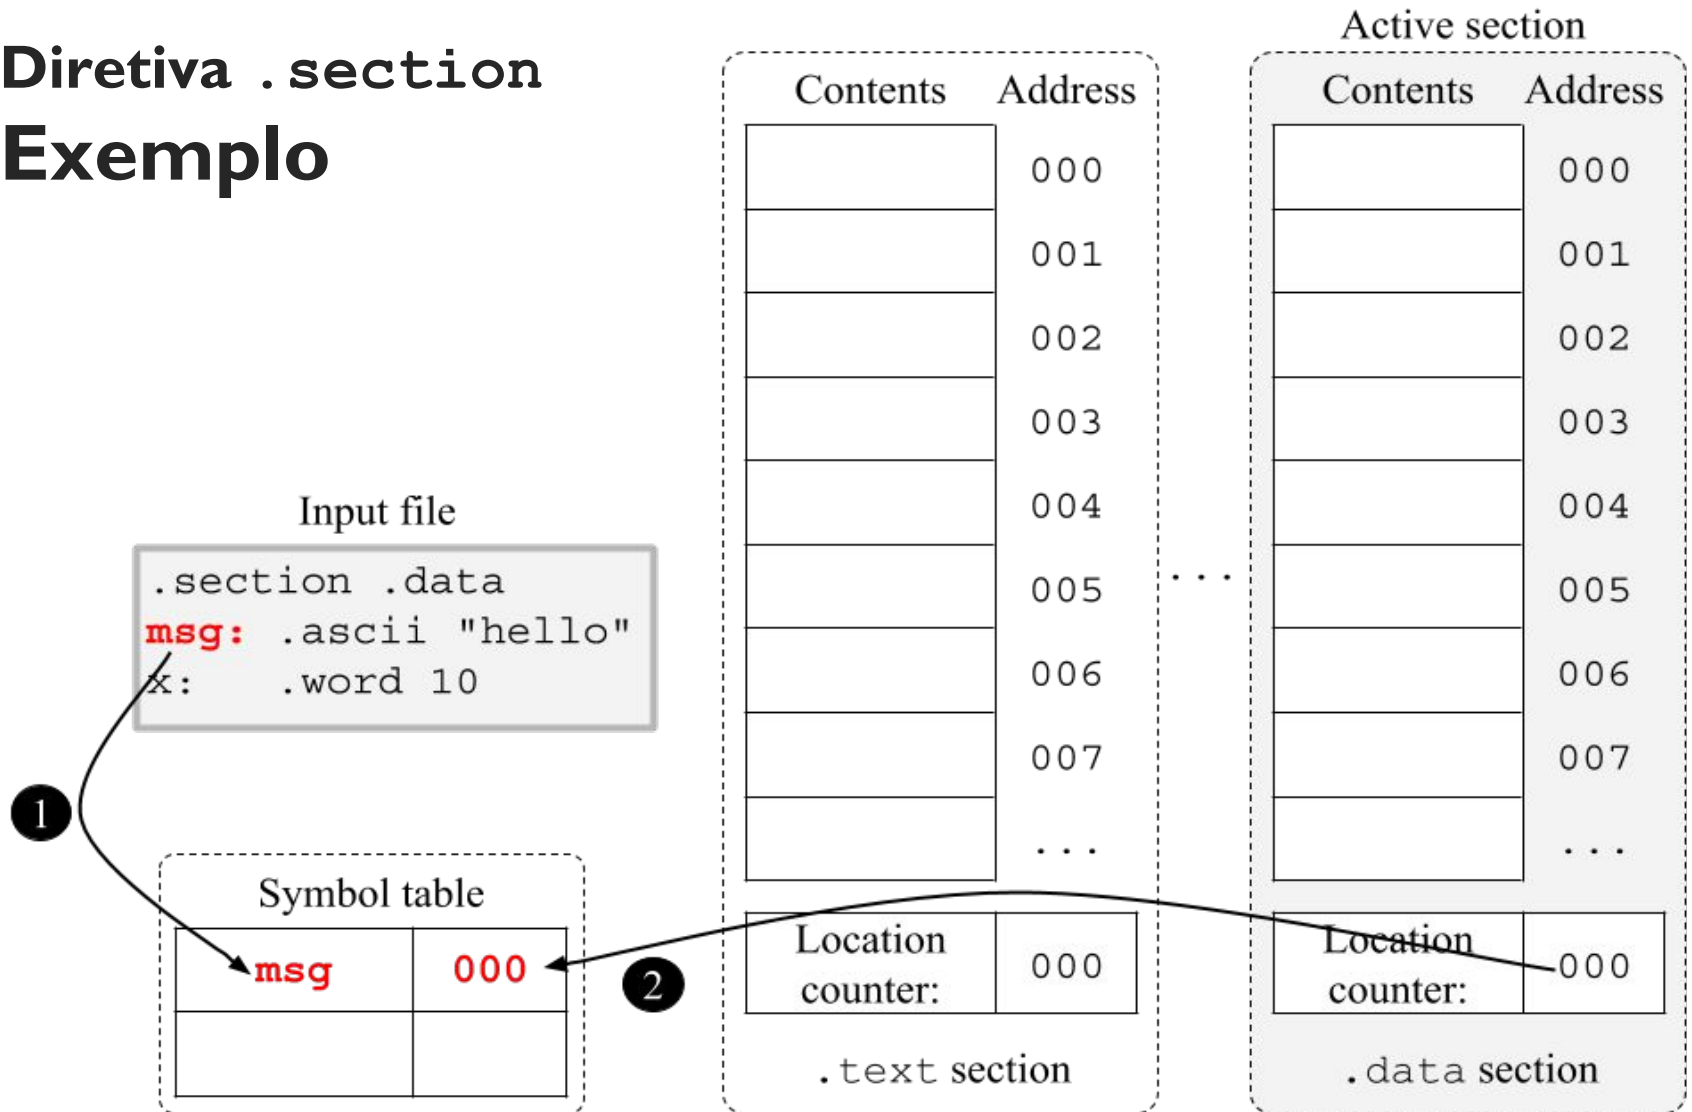 Diretiva .section
Exemplo
Input file
.section .data
msg: .ascii "hello"
x: .word 10
1
Symbol table
msg 000
2
Contents Address
000
001
002
003
004
005
006
007
...
Location
counter:
000
.text section
...
Active section
Contents Address
000
001
002
003
004
005
006
007
...
Location
counter:
000
.data section